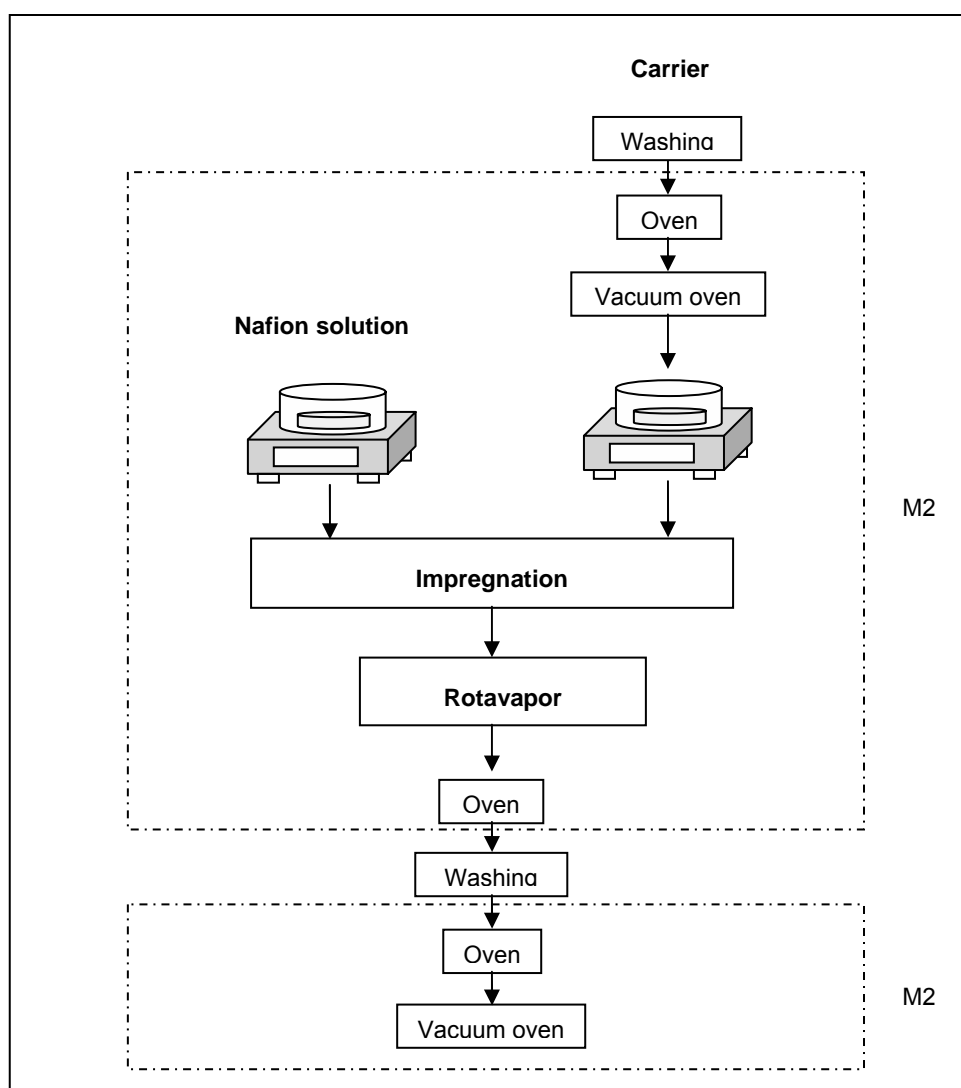 Carrier
Washing
Oven
Vacuum oven
Nafion solution
M2
Impregnation
Rotavapor
Oven
Washing
Oven
M2
Vacuum oven